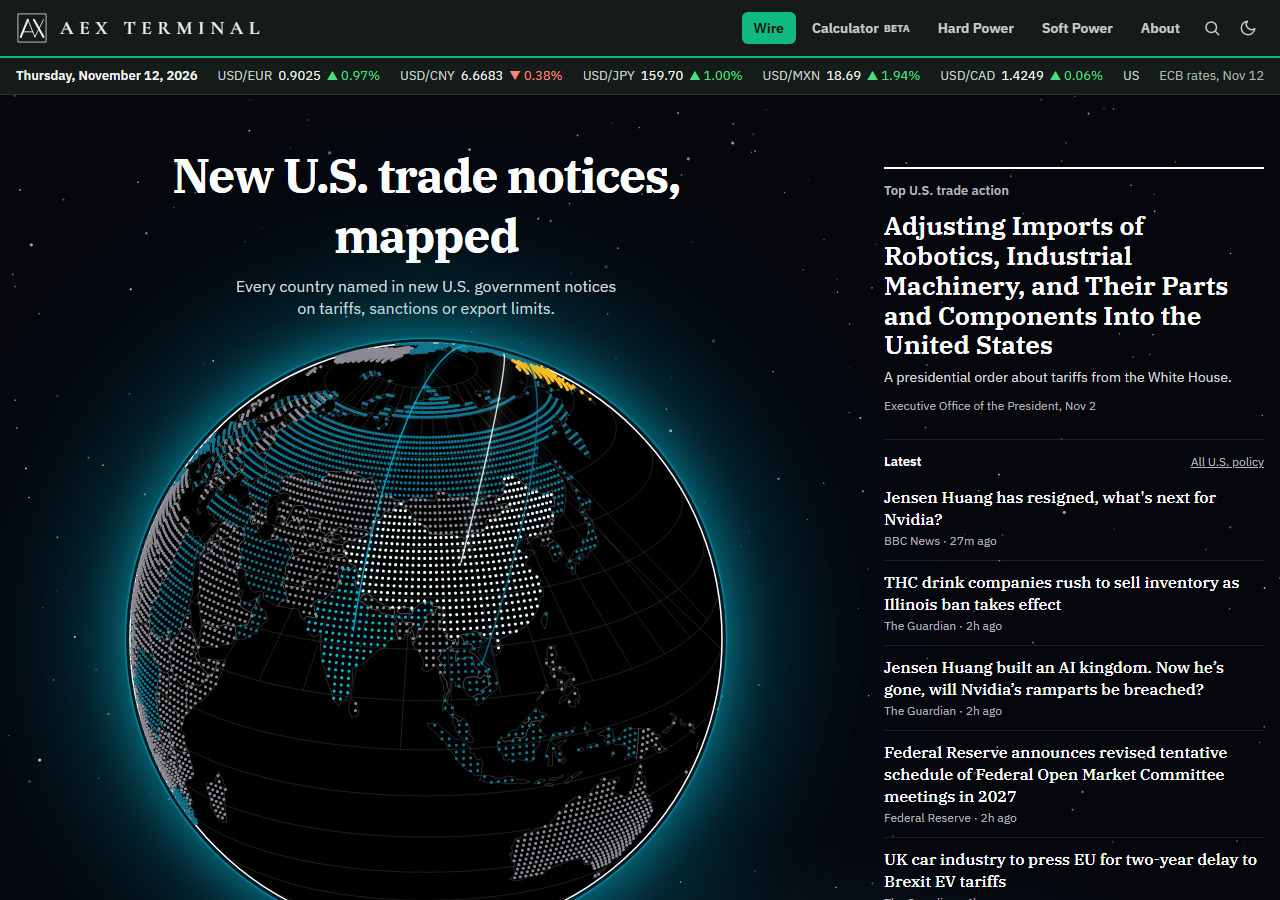 AEX TERMINAL
Wire
Calculator BETA
Hard Power
Soft Power
About
Thursday, November 12, 2026 USD/EUR 0.9025 ▲0.97% USD/CNY 6.6683 ▼0.38% USD/JPY 159.70 ▲1.00% USD/MXN 18.69 ▲1.94% USD/CAD 1.4249 ▲0.06% US ECB rates, Nov 12
New U.S. trade notices,
mapped
Every country named in new U.S. government notices
on tariffs, sanctions or export limits.
Top U.S. trade action
Adjusting Imports of
Robotics, Industrial
Machinery, and Their Parts
and Components Into the
United States
A presidential order about tariffs from the White House.
Executive Office of the President, Nov 2
Latest All U.S. policy
Jensen Huang has resigned, what's next for
Nvidia?
BBC News · 27m ago
THC drink companies rush to sell inventory as
Illinois ban takes effect
The Guardian · 2h ago
Jensen Huang built an AI kingdom. Now he’s
gone, will Nvidia’s ramparts be breached?
The Guardian · 2h ago
Federal Reserve announces revised tentative
schedule of Federal Open Market Committee
meetings in 2027
Federal Reserve · 2h ago
UK car industry to press EU for two-year delay to
Brexit EV tariffs